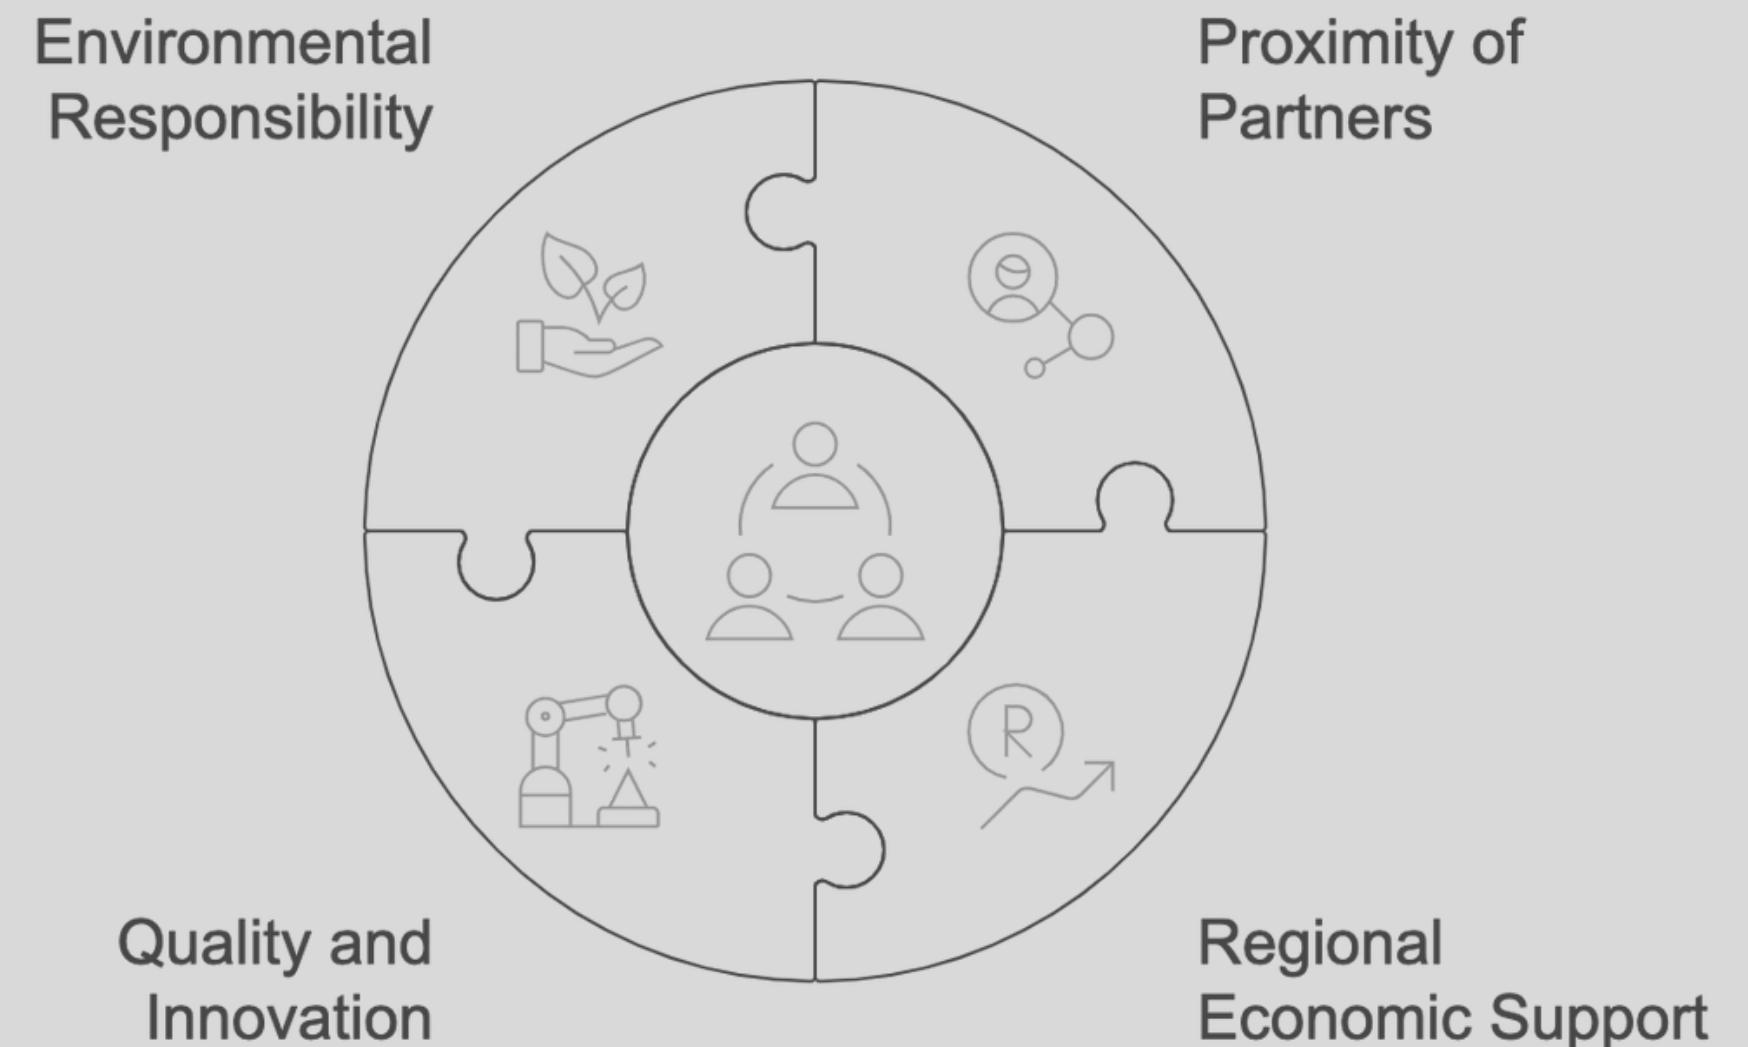 Environmental
Responsibility
Proximity of
Partners
R
Quality and
Innovation
Regional
Economic Support